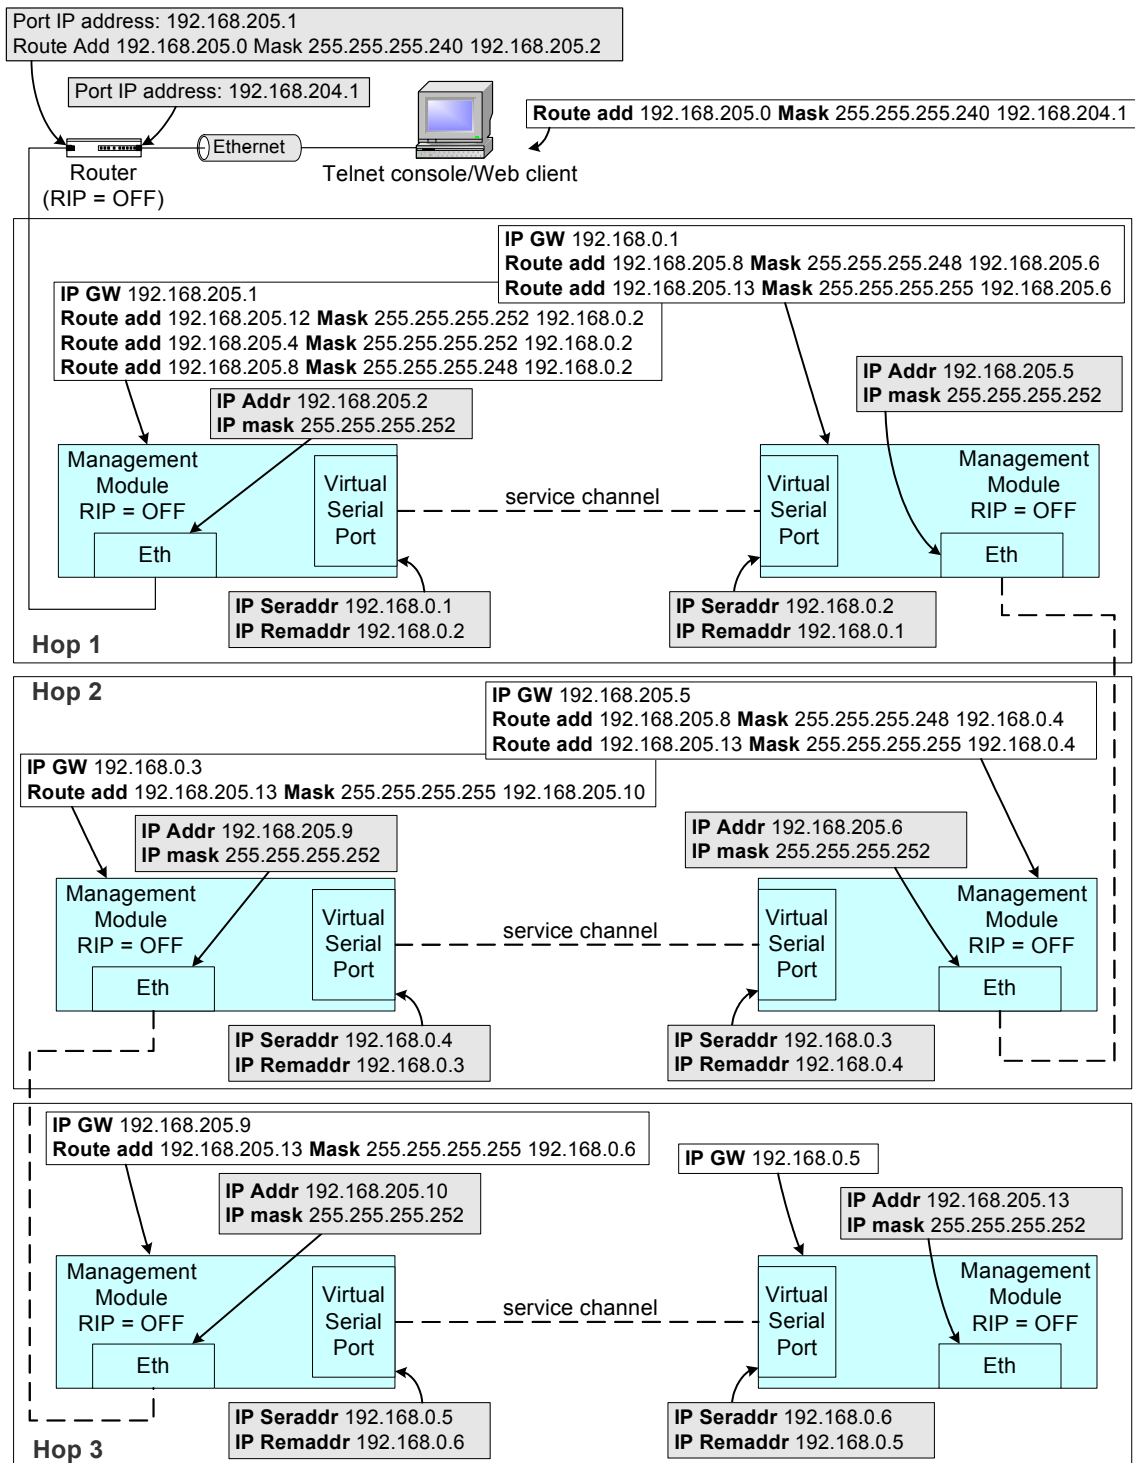 Port IP address: 192.168.205.1
Route Add 192.168.205.0 Mask 255.255.255.240 192.168.205.2
Port IP address: 192.168.204.1
Route add 192.168.205.0 Mask 255.255.255.240 192.168.204.1
Ethernet
Router
(RIP = OFF)
Telnet console/Web client
IP GW 192.168.0.1
Route add 192.168.205.8 Mask 255.255.255.248 192.168.205.6
Route add 192.168.205.13 Mask 255.255.255.255 192.168.205.6
IP GW 192.168.205.1
Route add 192.168.205.12 Mask 255.255.255.252 192.168.0.2
Route add 192.168.205.4 Mask 255.255.255.252 192.168.0.2
Route add 192.168.205.8 Mask 255.255.255.248 192.168.0.2
IP Addr 192.168.205.5
IP mask 255.255.255.252
IP Addr 192.168.205.2
IP mask 255.255.255.252
Management
Module
RIP = OFF
Eth
Virtual
Serial
Port
service channel
Virtual
Serial
Port
Management
Module
RIP = OFF
Eth
IP Seraddr 192.168.0.1
IP Remaddr 192.168.0.2
IP Seraddr 192.168.0.2
IP Remaddr 192.168.0.1
Hop 1
Hop 2
IP GW 192.168.205.5
Route add 192.168.205.8 Mask 255.255.255.248 192.168.0.4
Route add 192.168.205.13 Mask 255.255.255.255 192.168.0.4
IP GW 192.168.0.3
Route add 192.168.205.13 Mask 255.255.255.255 192.168.205.10
IP Addr 192.168.205.9
IP mask 255.255.255.252
IP Addr 192.168.205.6
IP mask 255.255.255.252
Management
Module
RIP = OFF
Eth
Virtual
Serial
Port
service channel
Virtual
Serial
Port
Management
Module
RIP = OFF
Eth
IP Seraddr 192.168.0.4
IP Remaddr 192.168.0.3
IP Seraddr 192.168.0.3
IP Remaddr 192.168.0.4
IP GW 192.168.205.9
Route add 192.168.205.13 Mask 255.255.255.255 192.168.0.6
IP GW 192.168.0.5
IP Addr 192.168.205.10
IP mask 255.255.255.252
IP Addr 192.168.205.13
IP mask 255.255.255.252
Management
Module
RIP = OFF
Eth
Virtual
Serial
Port
service channel
Virtual
Serial
Port
Management
Module
RIP = OFF
Eth
IP Seraddr 192.168.0.5
IP Remaddr 192.168.0.6
IP Seraddr 192.168.0.6
IP Remaddr 192.168.0.5
Hop 3